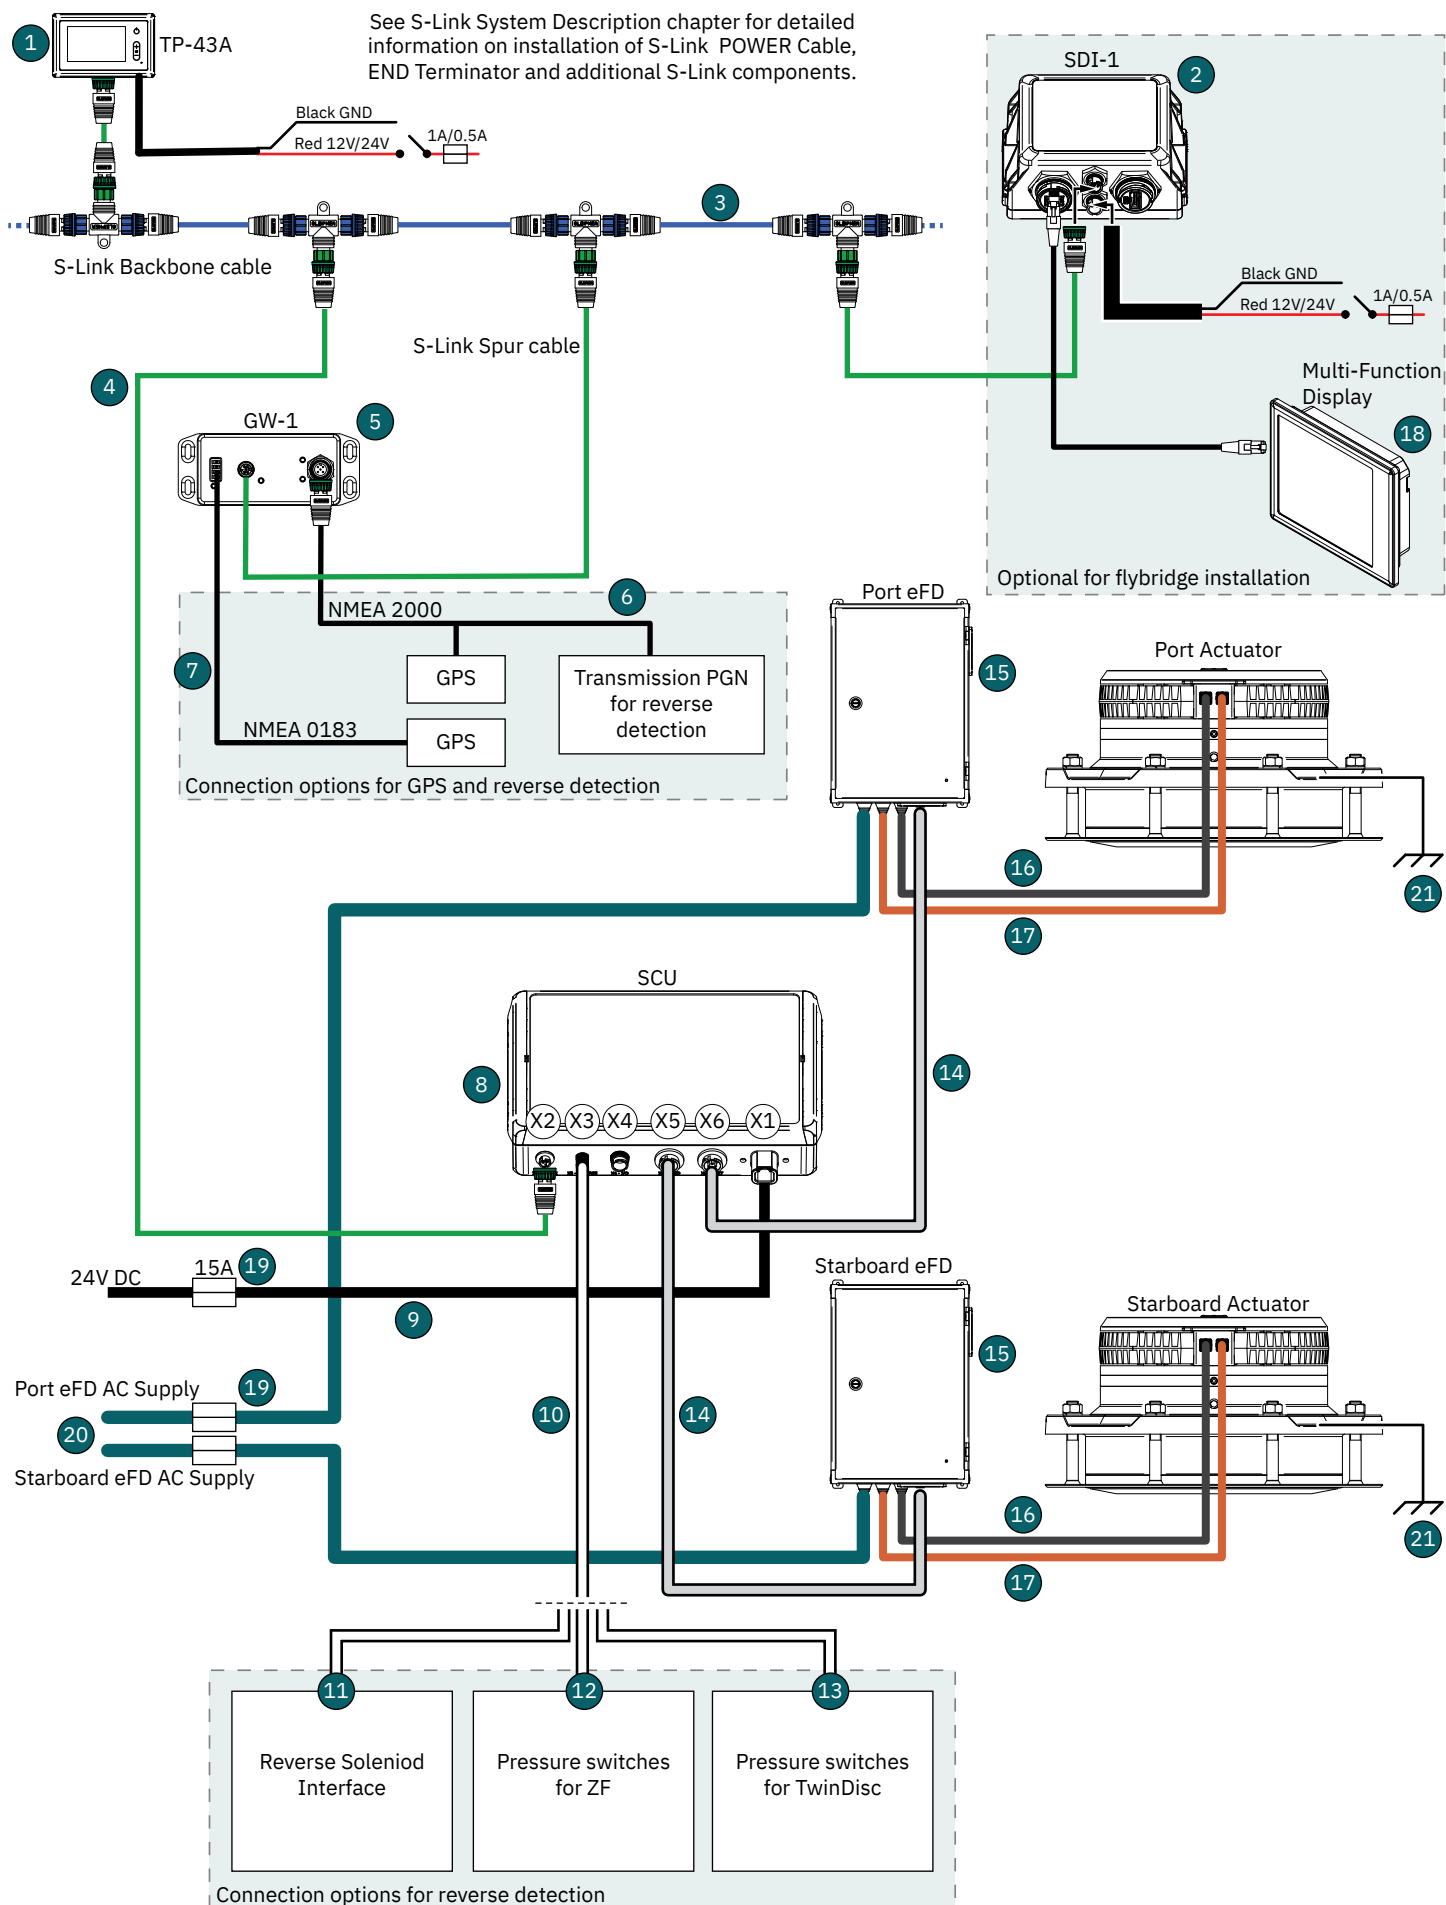 1
TP-43A
See S-Link System Description chapter for detailed
information on installation of S-Link POWER Cable,
END Terminator and additional S-Link components.
Black GND
Red 12V/24V
1A/0.5A
SDI-1
2
3
S-Link Backbone cable
Black GND
Red 12V/24V
1A/0.5A
S-Link Spur cable
4
Multi-Function
Display
18
GW-1
5
Optional for flybridge installation
NMEA 2000
6
7
GPS
Transmission PGN
for reverse
detection
NMEA 0183
GPS
Connection options for GPS and reverse detection
Port eFD
15
Port Actuator
16
17
21
SCU
8
14
X2
X3
X4
X5
X6
X1
24V DC
15A
19
9
Starboard eFD
15
Starboard Actuator
Port eFD AC Supply
19
20
Starboard eFD AC Supply
10
14
16
17
21
11
12
13
Reverse Soleniod
Interface
Pressure switches
for ZF
Pressure switches
for TwinDisc
Connection options for reverse detection